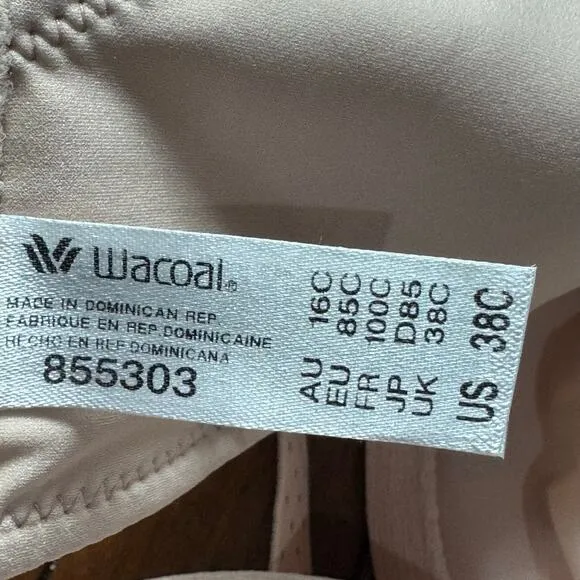 Wacoal®
MADE IN DOMINICAN REP
FABRIQUE EN REP DOMINICAINE
HECHO EN REP DOMINICANA
855303
AU 16C
EU 85C
FR 100C
JP D85
UK 38C
US 38C